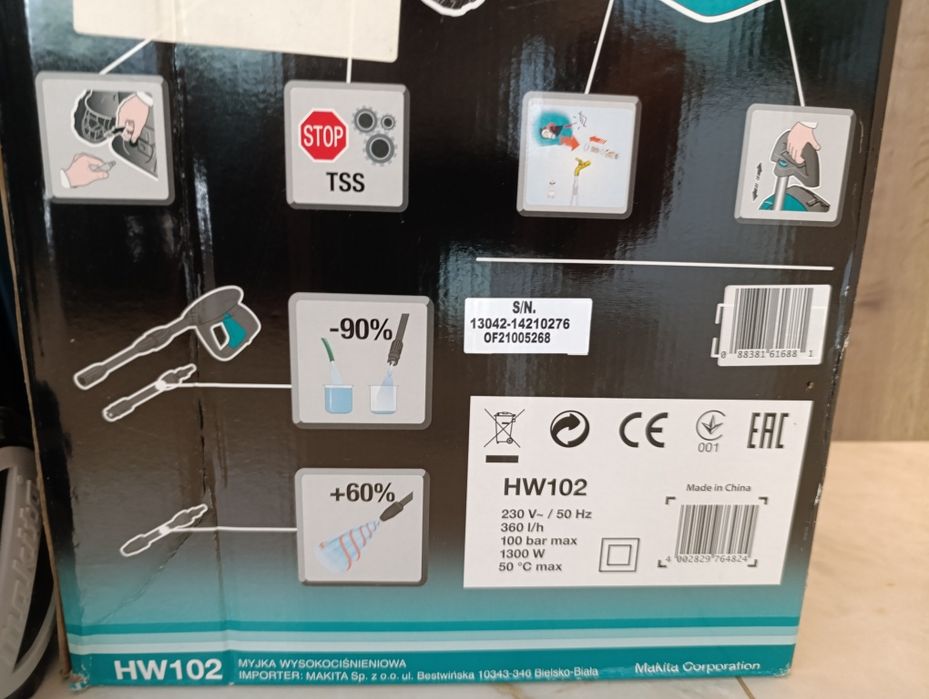 STOP
TSS
-90%
S/N.
13042-14210276
OF21005268
0 88381 61688 1
CE
001
EAC
+60%
HW102
230 V~ / 50 Hz
360 l/h
100 bar max
1300 W
50 °C max
Made in China
4 002829 764824
HW102
MYJKA WYSOKOCIŚNIENIOWA
IMPORTER: MAKITA Sp. z o.o. ul. Bestwińska 10343-346 Bielsko-Biała
Makita Corporation